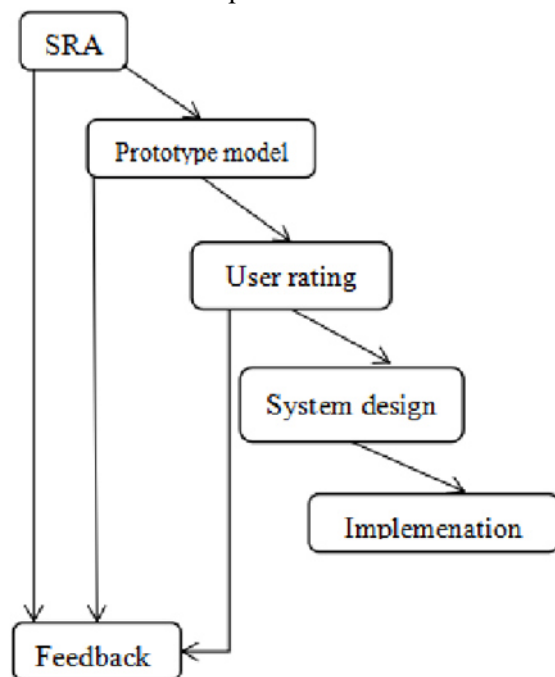 SRA
Prototype model
User rating
System design
Implemenation
Feedback